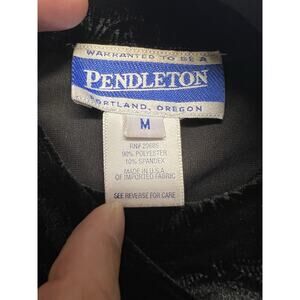 WARRANTED TO BE A
PENDLETON
PORTLAND, OREGON
M
RN# 29685
90% POLYESTER
10% SPANDEX
MADE IN U.S.A
OF IMPORTED FABRIC
SEE REVERSE FOR CARE